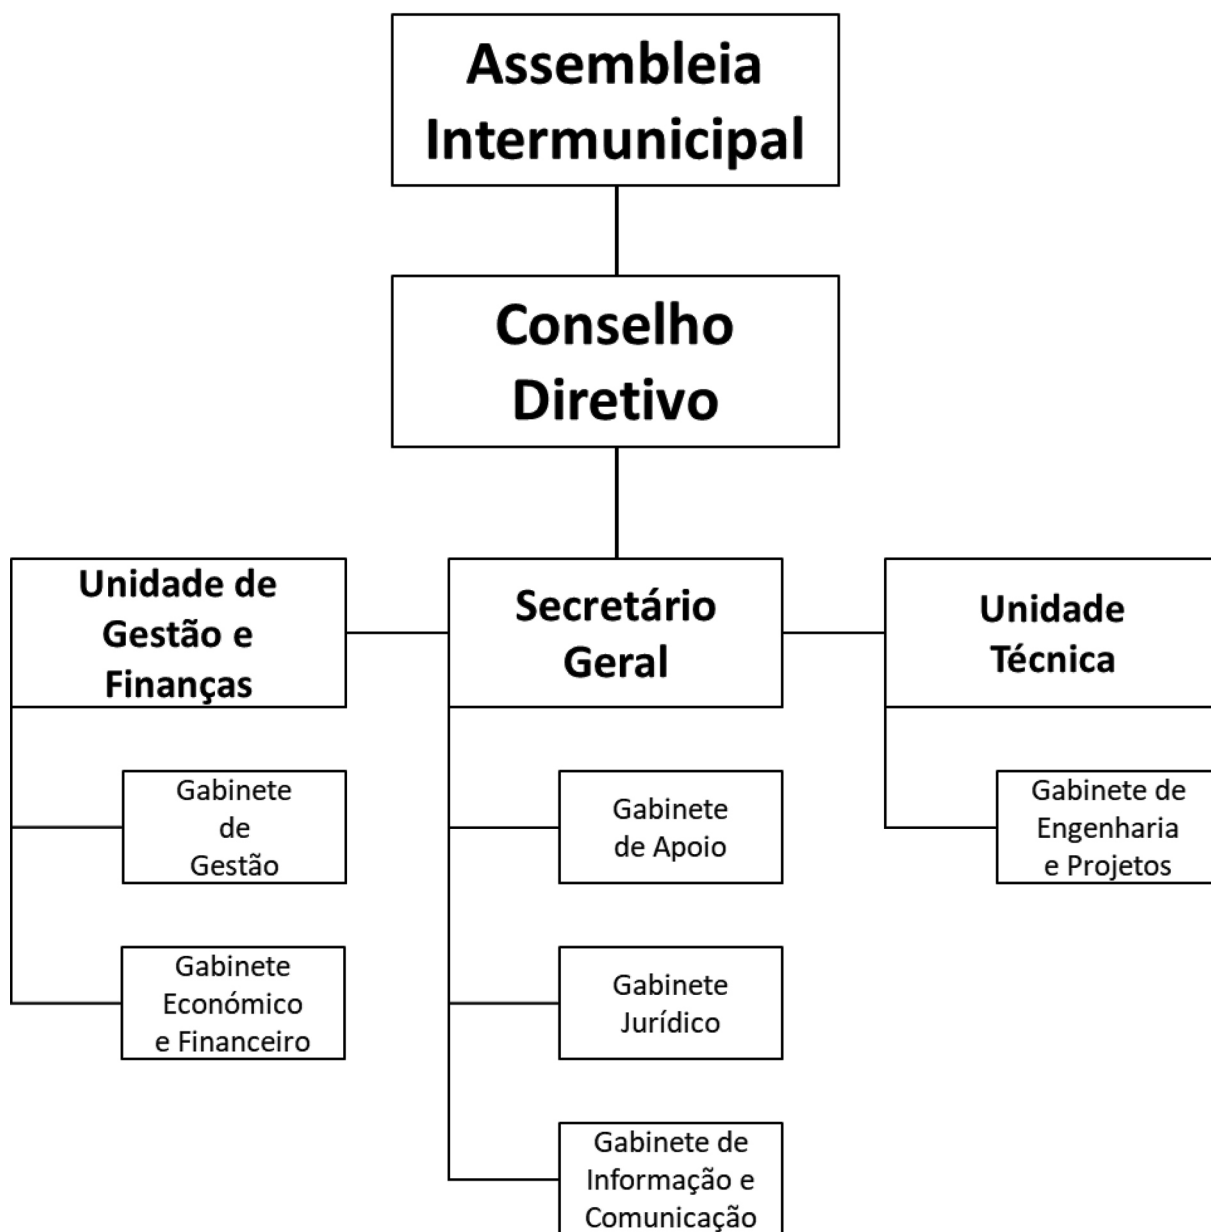 Assembleia
Intermunicipal
Conselho
Diretivo
Unidade de
Gestão e
Finanças
Secretário
Geral
Unidade
Técnica
Gabinete
de
Gestão
Gabinete
de Apoio
Gabinete de
Engenharia
e Projetos
Gabinete
Económico
e Financeiro
Gabinete
Jurídico
Gabinete de
Informação e
Comunicação